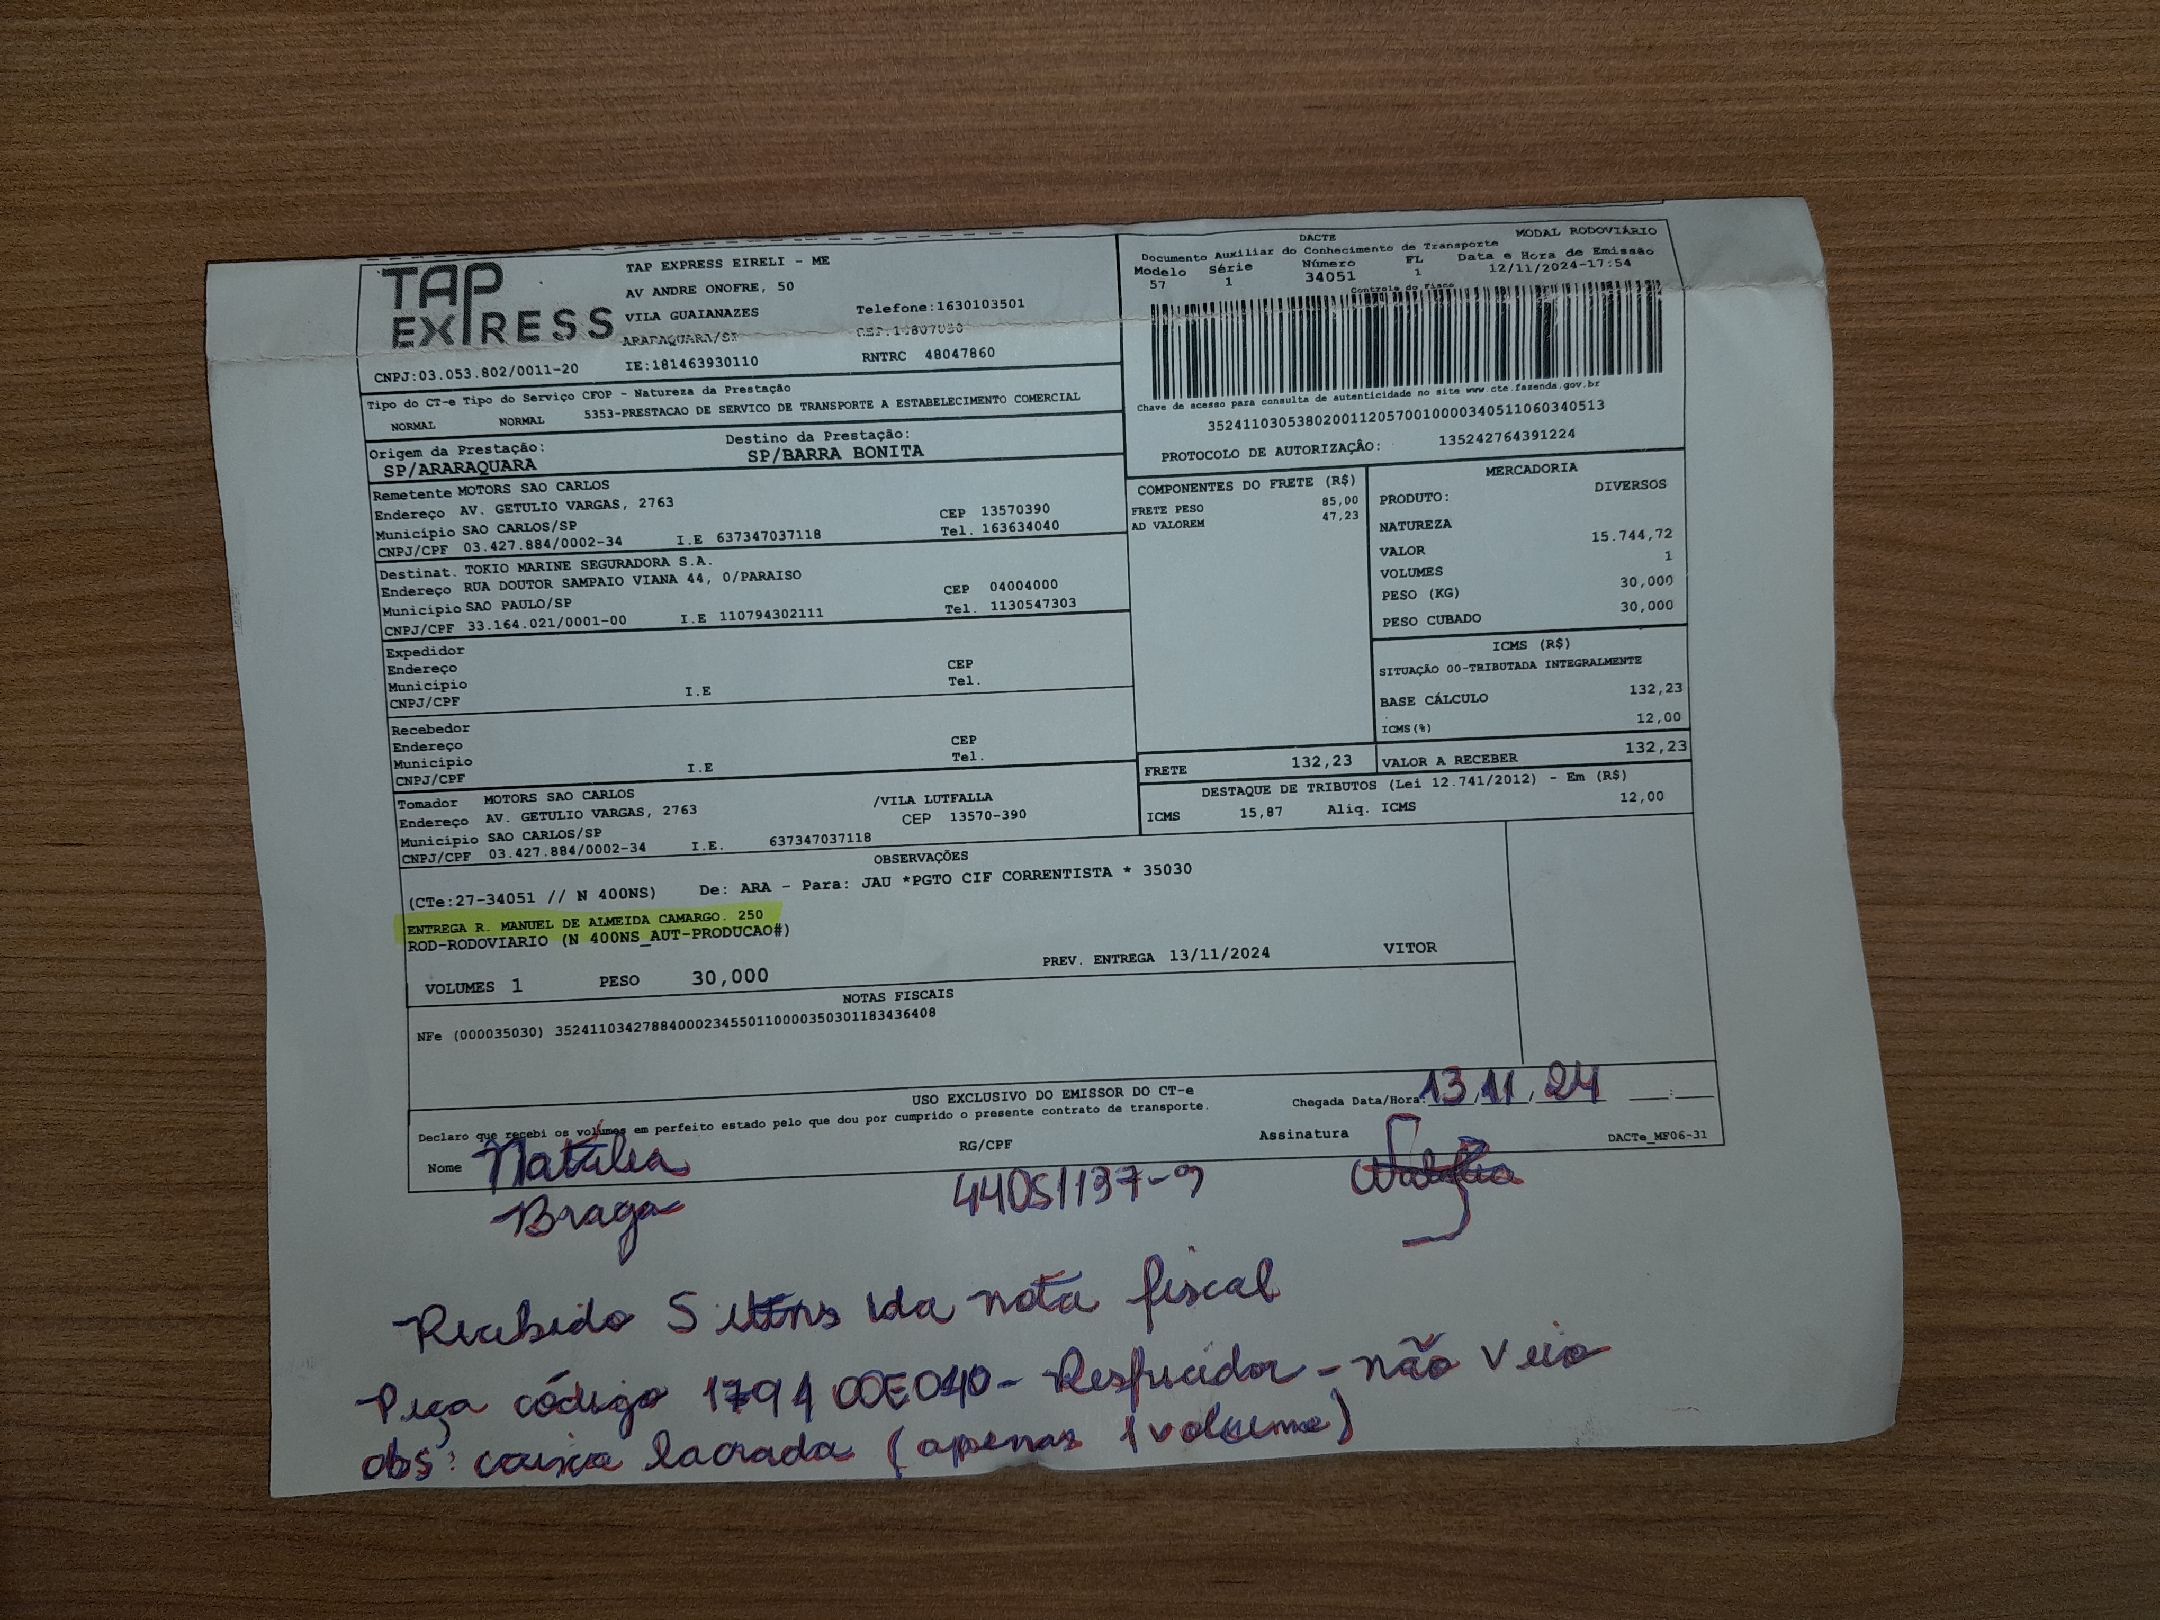 TAP EXPRESS
TAP EXPRESS EIRELI - ME
AV ANDRE ONOFRE, 50
VILA GUAIANAZES Telefone:1630103501
ARARAQUARA/SP
CNPJ:03.053.802/0011-20 IE:181463930110 RNTRC 48047860
DACTE MODAL RODOVIÁRIO
Documento Auxiliar do Conhecimento de Transporte
Modelo Série Número FL Data e Hora de Emissão
57 1 34051 1 12/11/2024-17:54
Controle do Fisco
Chave de acesso para consulta de autenticidade no site www.cte.fazenda.gov.br
35241103053802001120570010000340511060340513
PROTOCOLO DE AUTORIZAÇÃO: 135242764391224
Tipo do CT-e Tipo do Serviço CFOP - Natureza da Prestação
NORMAL NORMAL 5353-PRESTACAO DE SERVICO DE TRANSPORTE A ESTABELECIMENTO COMERCIAL
Origem da Prestação: Destino da Prestação:
SP/ARARAQUARA SP/BARRA BONITA
Remetente MOTORS SAO CARLOS
Endereço AV. GETULIO VARGAS, 2763 CEP 13570390
Município SAO CARLOS/SP Tel. 163634040
CNPJ/CPF 03.427.884/0002-34 I.E 637347037118
Destinat. TOKIO MARINE SEGURADORA S.A.
Endereço RUA DOUTOR SAMPAIO VIANA 44, 0/PARAISO CEP 04004000
Município SAO PAULO/SP Tel. 1130547303
CNPJ/CPF 33.164.021/0001-00 I.E 110794302111
Expedidor
Endereço CEP
Município Tel.
CNPJ/CPF I.E
Recebedor
Endereço CEP
Município Tel.
CNPJ/CPF I.E
Tomador MOTORS SAO CARLOS /VILA LUTFALLA
Endereço AV. GETULIO VARGAS, 2763 CEP 13570-390
Município SAO CARLOS/SP
CNPJ/CPF 03.427.884/0002-34 I.E. 637347037118
COMPONENTES DO FRETE (R$)
FRETE PESO 85,00
AD VALOREM 47,23
MERCADORIA
PRODUTO: DIVERSOS
NATUREZA
VALOR 15.744,72
VOLUMES 1
PESO (KG) 30,000
PESO CUBADO 30,000
ICMS (R$)
SITUAÇÃO 00-TRIBUTADA INTEGRALMENTE
BASE CÁLCULO 132,23
ICMS(%) 12,00
FRETE 132,23 VALOR A RECEBER 132,23
DESTAQUE DE TRIBUTOS (Lei 12.741/2012) - Em (R$)
ICMS 15,87 Aliq. ICMS 12,00
OBSERVAÇÕES
(CTe:27-34051 // N 400NS) De: ARA - Para: JAU *PGTO CIF CORRENTISTA * 35030
ENTREGA R. MANUEL DE ALMEIDA CAMARGO. 250
ROD-RODOVIARIO (N 400NS_AUT-PRODUCAO#)
VOLUMES 1 PESO 30,000 PREV. ENTREGA 13/11/2024 VITOR
NOTAS FISCAIS
NFe (000035030) 35241103427884000234550110000350301183436408
USO EXCLUSIVO DO EMISSOR DO CT-e
Declaro que recebi os volumes em perfeito estado pelo que dou por cumprido o presente contrato de transporte. Chegada Data/Hora: 13/11/24 __:__
Nome Natália RG/CPF Assinatura DACTe_MF06-31
Braga 44051137-9
Recebido 5 itens da nota fiscal
Peça código 1791 00E040 - Resfriador - não veio
obs: caixa lacrada (apenas 1 volume)